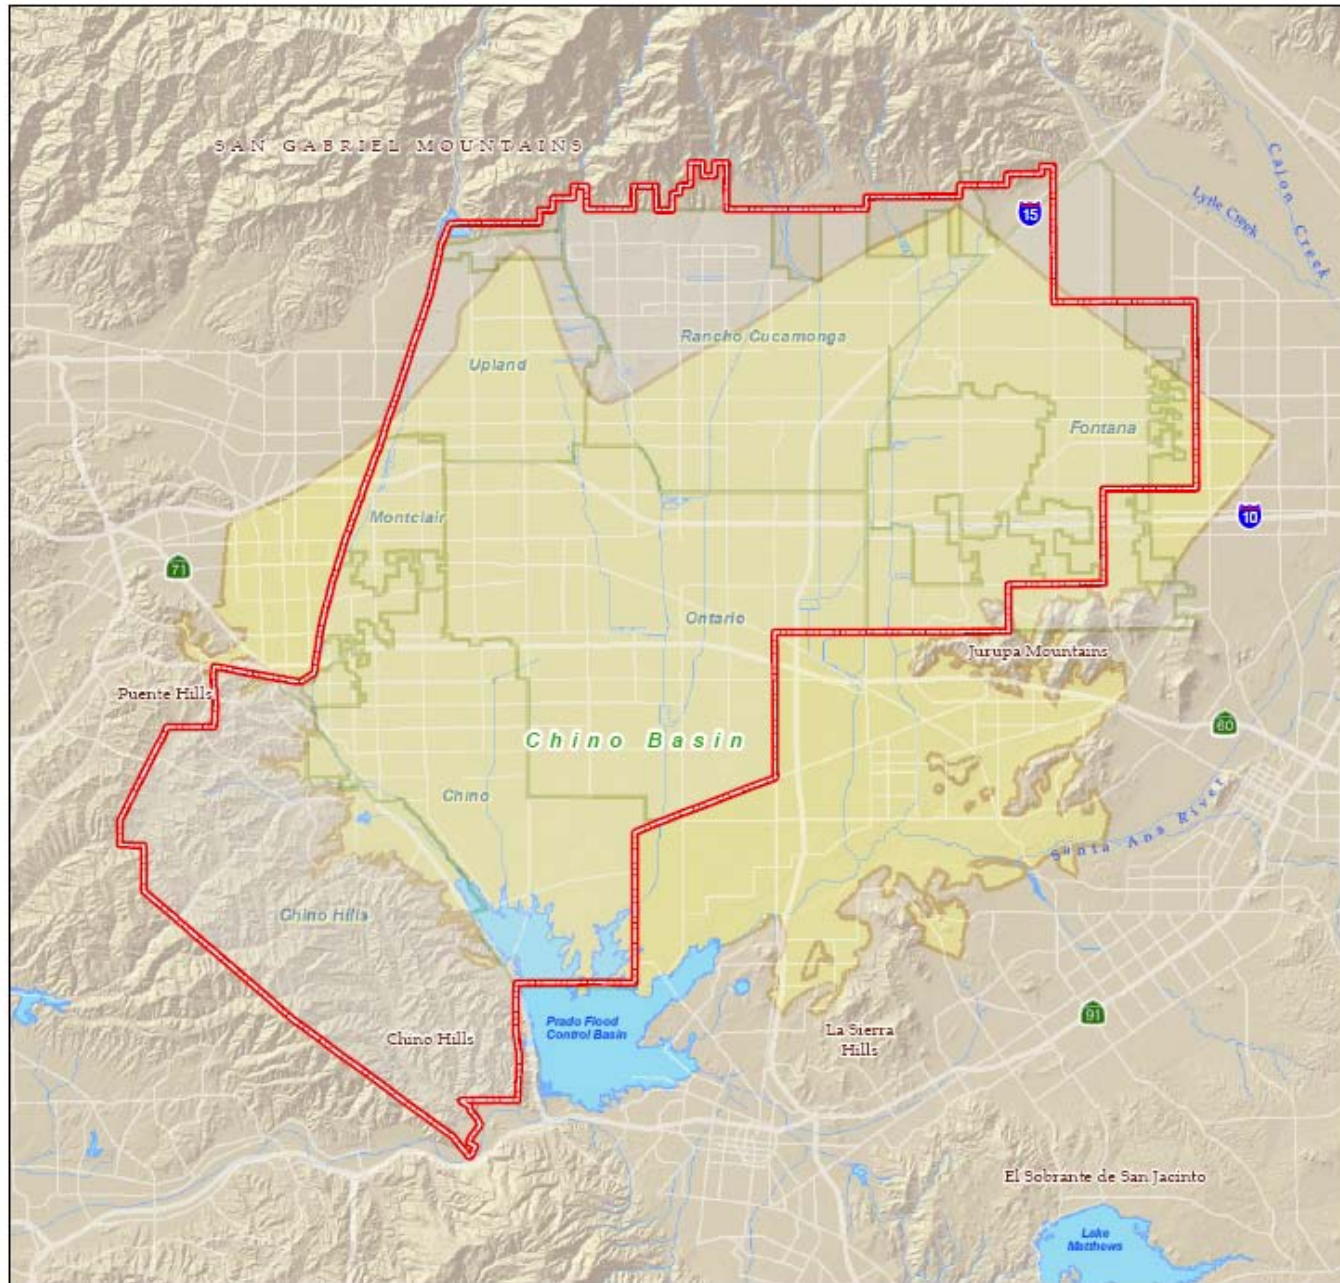 SAN GABRIEL MOUNTAINS
Cajon Creek
Lytle Creek
15
Rancho Cucamonga
Upland
Fontana
Montclair
10
71
Ontario
Jurupa Mountains
Puente Hills
60
Chino Basin
Chino
Santa Ana River
Chino Hills
91
Prado Flood
Control Basin
Chino Hills
La Sierra
Hills
El Sobrante de San Jacinto
Lake
Matthews